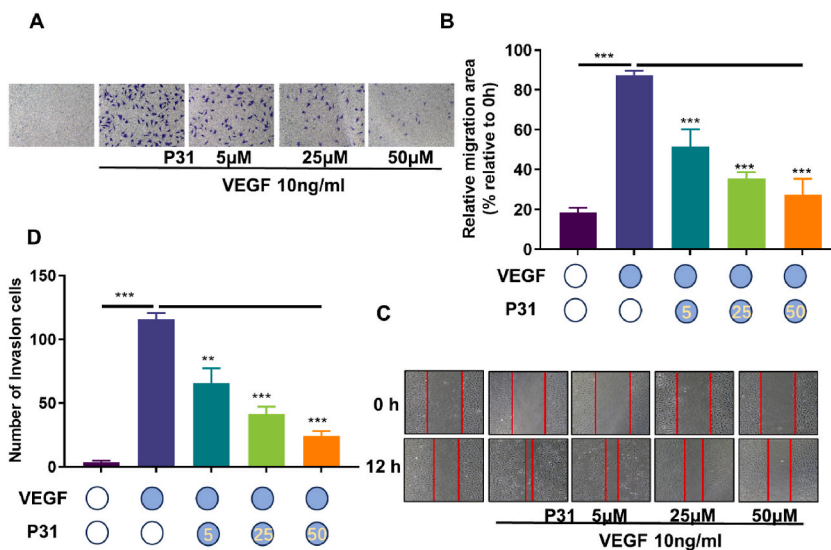 A
P31 5μM 25μM 50μM
VEGF 10ng/ml
B
Relative migration area
(% relative to 0h)
100
80
60
40
20
0
***
***
***
***
VEGF
P31
5 25 50
D
Number of Invasion cells
150
100
50
0
***
**
***
***
VEGF
P31
5 25 50
C
0 h
12 h
P31 5μM 25μM 50μM
VEGF 10ng/ml